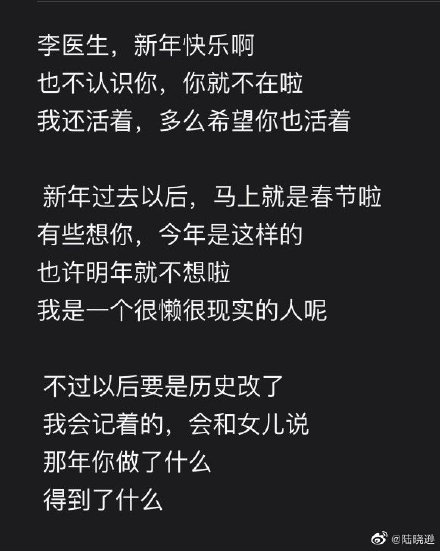 李医生，新年快乐啊
也不认识你，你就不在啦
我还活着，多么希望你也活着
新年过去以后，马上就是春节啦
有些想你，今年是这样的
也许明年就不想啦
我是一个很懒很现实的人呢
不过以后要是历史改了
我会记着的，会和女儿说
那年你做了什么
得到了什么
@陆晓逊